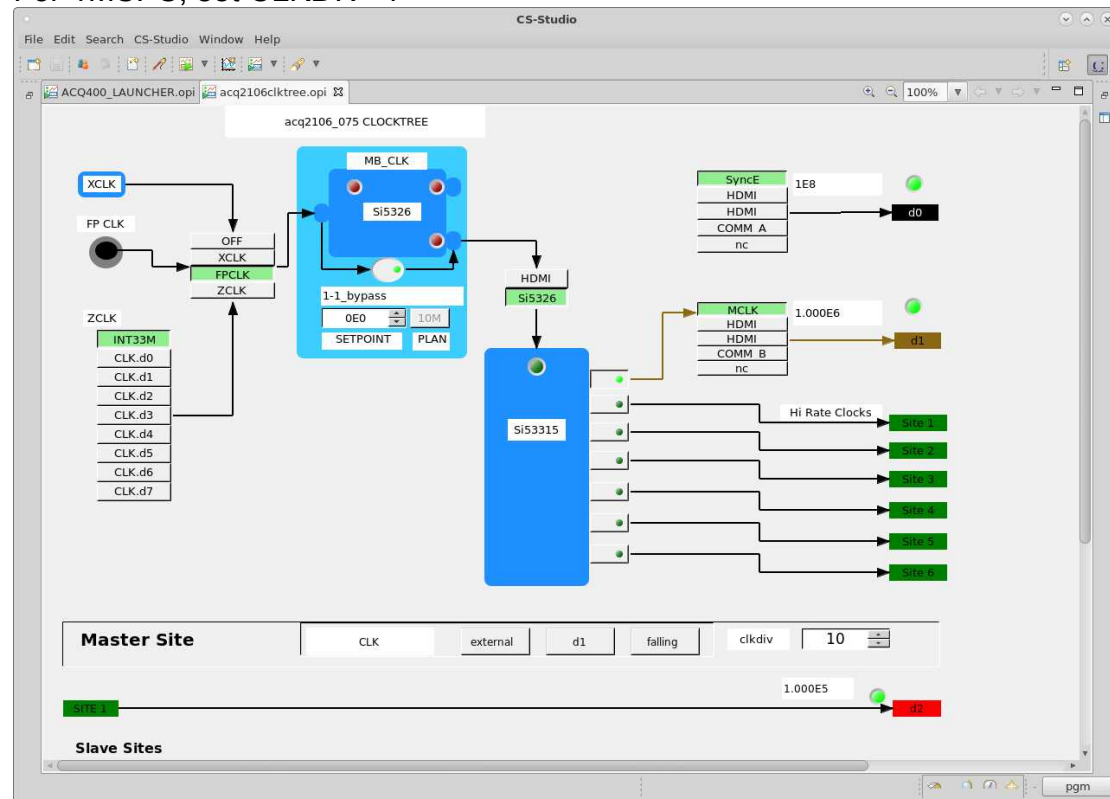 CS-Studio
File Edit Search CS-Studio Window Help
100%
ACQ400_LAUNCHER.opi acq2106clktree.opi
acq2106_075 CLOCKTREE
XCLK
FP CLK
OFF
XCLK
FPCLK
ZCLK
ZCLK
INT33M
CLK.d0
CLK.d1
CLK.d2
CLK.d3
CLK.d4
CLK.d5
CLK.d6
CLK.d7
MB_CLK
Si5326
1-1_bypass
0E0 10M
SETPOINT PLAN
HDMI
Si5326
Si53315
SyncE
HDMI
HDMI
COMM A
nc
1E8
d0
MCLK
HDMI
HDMI
COMM B
nc
1.000E6
d1
Hi Rate Clocks
Site 1
Site 2
Site 3
Site 4
Site 5
Site 6
Master Site CLK external d1 falling clkdiv 10
1.000E5
SITE 1 d2
Slave Sites
pgm